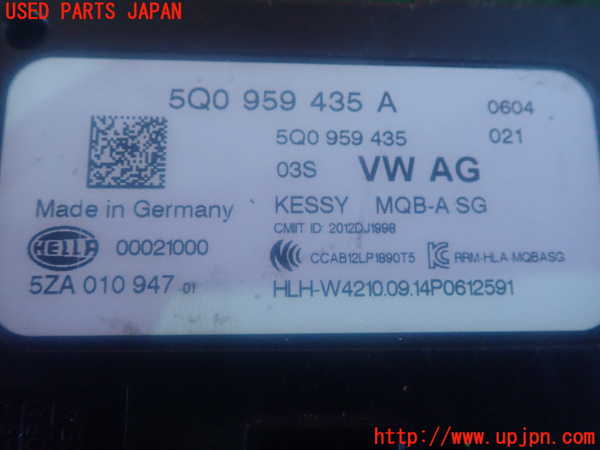 USED PARTS JAPAN
5Q0 959 435 A
0604
5Q0 959 435
021
03S
VW AG
Made in Germany
KESSY MQB-A SG
CMIIT ID: 2012DJ1998
HELLA
00021000
CCAB12LP1890T5
RRM-HLA MQBASG
5ZA 010 947-01
HLH-W4210.09.14P0612591
http://www.upjpn.com